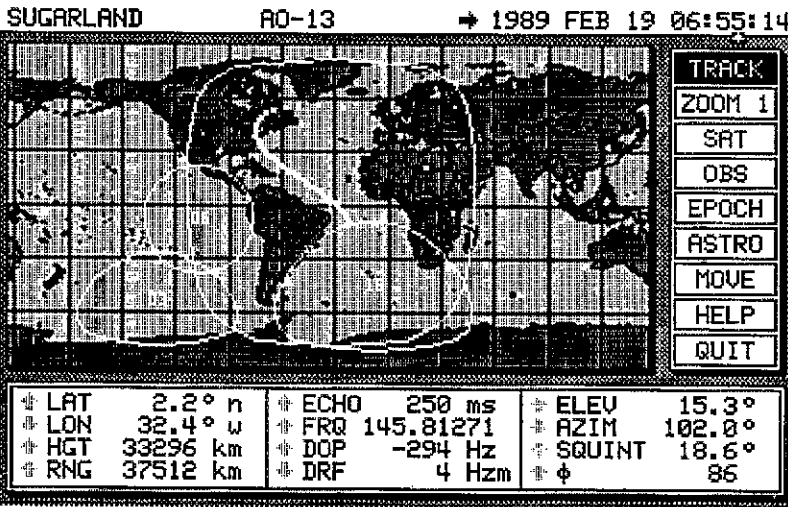 SUGARLAND AO-13 → 1989 FEB 19 06:55:14
TRACK
ZOOM 1
SAT
OBS
EPOCH
ASTRO
MOVE
HELP
QUIT
LAT 2.2° n
LON 32.4° w
HGT 33296 km
RNG 37512 km
ECHO 250 ms
FRQ 145.81271
DOP -294 Hz
DRF 4 Hzm
ELEV 15.3°
AZIM 102.0°
SQUINT 18.6°
ϕ 86